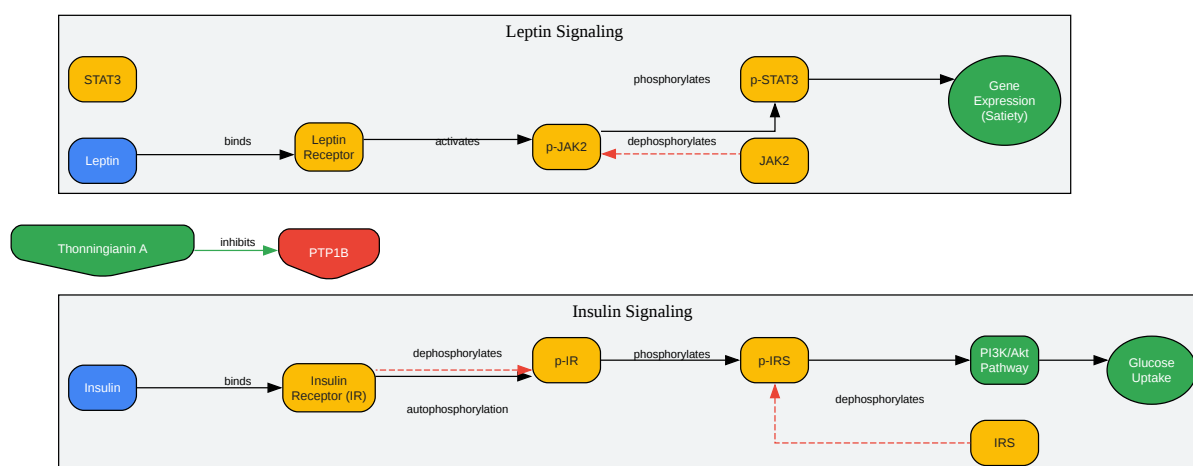 Leptin Signaling
STAT3
phosphorylates
p-STAT3
Gene
Expression
(Satiety)
Leptin
binds
Leptin
Receptor
activates
p-JAK2
dephosphorylates
JAK2
Thonningianin A
inhibits
PTP1B
Insulin Signaling
Insulin
binds
Insulin
Receptor (IR)
dephosphorylates
autophosphorylation
p-IR
phosphorylates
p-IRS
dephosphorylates
PI3K/Akt
Pathway
Glucose
Uptake
IRS